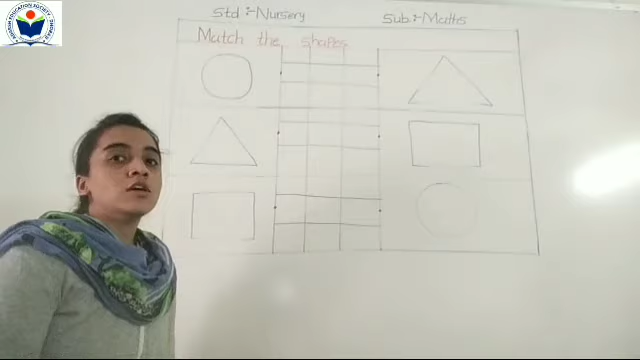 Std :- Nursery
Sub :- Maths
Match the shapes